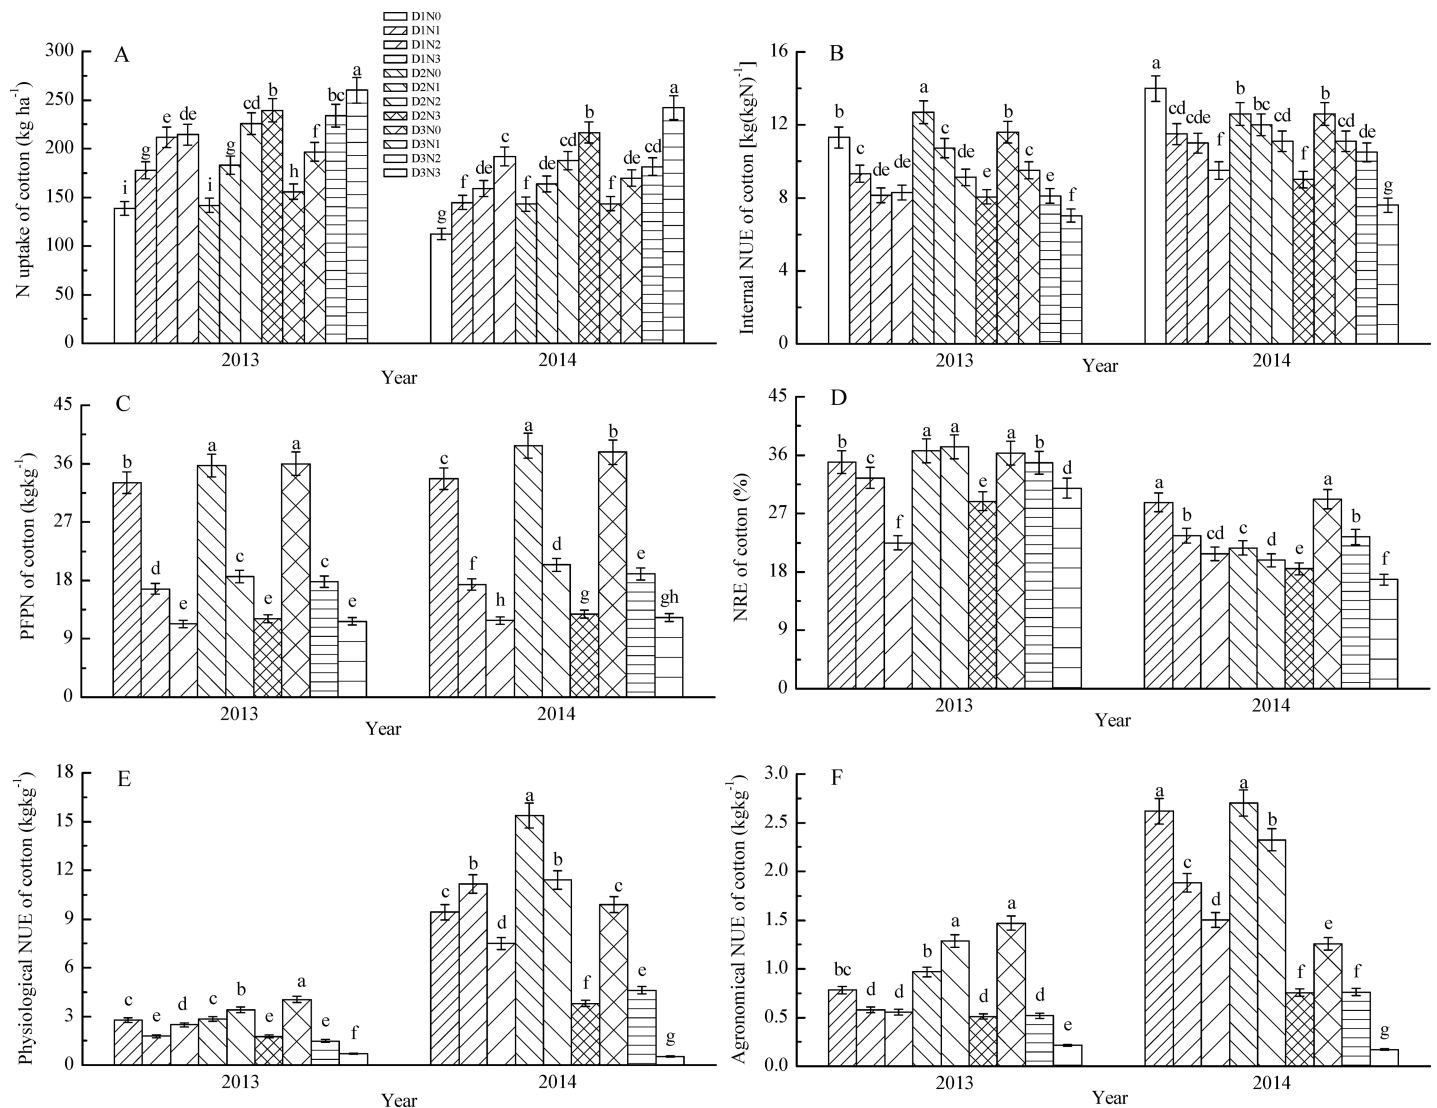 A
N uptake of cotton (kg ha⁻¹)
300
250
200
150
100
50
0
i g e de i g cd b h f bc a
g f de c f de cd b f de cd a
2013 2014
Year
D1N0
D1N1
D1N2
D1N3
D2N0
D2N1
D2N2
D2N3
D3N0
D3N1
D3N2
D3N3
B
Internal NUE of cotton [kg(kgN)⁻¹]
16
12
8
4
0
b c de de a c de e b c e f
a cd cde f b bc cd f b cd de g
2013 2014
Year
C
PFPN of cotton (kgkg⁻¹)
45
36
27
18
9
0
b d e a c e a c e
c f h a d g b e gh
2013 2014
Year
D
NRE of cotton (%)
45
36
27
18
9
0
b c f a a e a b d
a b cd c d e a b f
2013 2014
Year
E
Physiological NUE of cotton (kgkg⁻¹)
18
15
12
9
6
3
0
c e d c b e a e f
c b d a b f c e g
2013 2014
Year
F
Agronomical NUE of cotton (kgkg⁻¹)
3.0
2.5
2.0
1.5
1.0
0.5
0.0
bc d d b a d a d e
a c d a b f e f g
2013 2014
Year